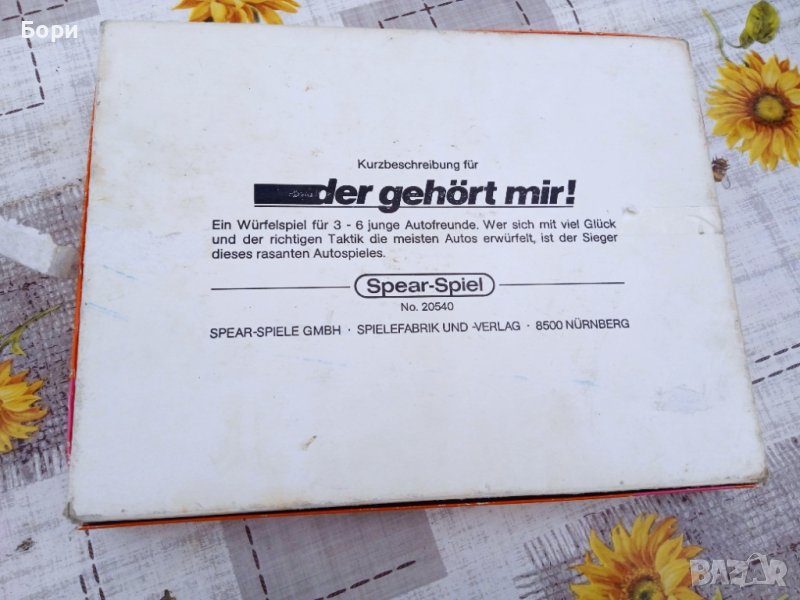 Бори
Kurzbeschreibung für
der gehört mir!
Ein Würfelspiel für 3 - 6 junge Autofreunde. Wer sich mit viel Glück
und der richtigen Taktik die meisten Autos erwürfelt, ist der Sieger
dieses rasanten Autospieles.
Spear-Spiel
No. 20540
SPEAR-SPIELE GMBH · SPIELEFABRIK UND -VERLAG · 8500 NÜRNBERG
BAZAR